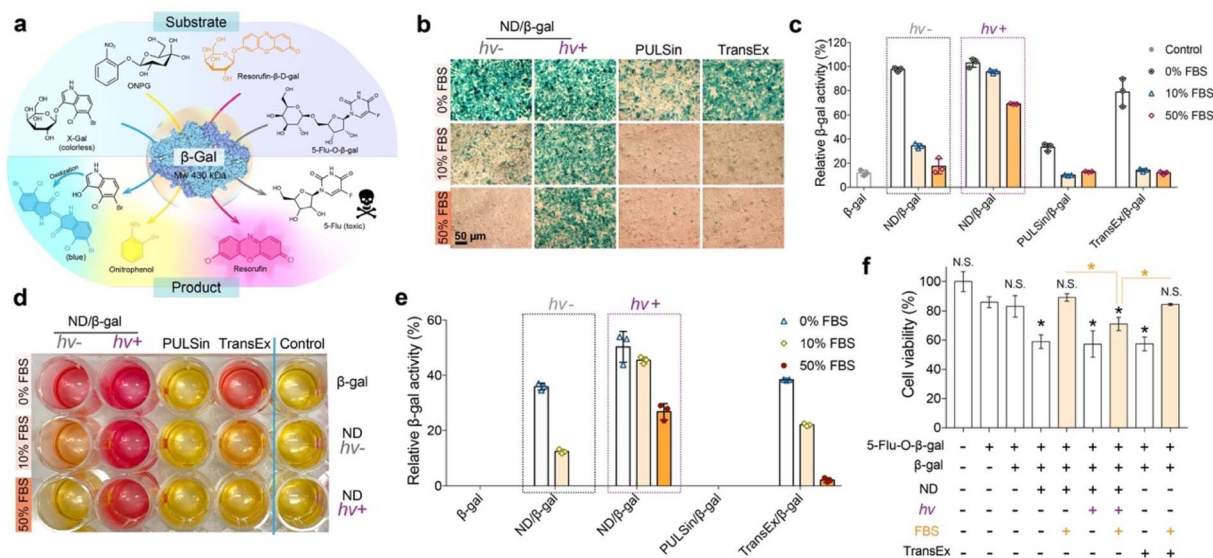 a
Substrate
ONPG
Resorufin-β-D-gal
X-Gal
(colorless)
5-Flu-O-β-gal
β-Gal
Mw 430 kDa
Oxidization
(blue)
Onitrophenol
Resorufin
5-Flu (toxic)
Product
b
ND/β-gal
hv- hv+ PULSin TransEx
0% FBS
10% FBS
50% FBS
50 µm
c
hv- hv+
Control
0% FBS
10% FBS
50% FBS
Relative β-gal activity (%)
120
100
80
60
40
20
0
β-gal ND/β-gal ND/β-gal PULSin/β-gal TransEx/β-gal
d
ND/β-gal
hv- hv+ PULSin TransEx Control
0% FBS β-gal
10% FBS ND
hv-
50% FBS ND
hv+
e
hv- hv+
0% FBS
10% FBS
50% FBS
Relative β-gal activity (%)
60
40
20
0
β-gal ND/β-gal ND/β-gal PULSin/β-gal TransEx/β-gal
f
Cell viability (%)
120
100
80
60
40
20
0
N.S. N.S. * N.S. * * * N.S.
* *
5-Flu-O-β-gal - + + + + + + + +
β-gal - - + + + + + + +
ND - - - + + + + - -
hv - - - - - + + - -
FBS - - - - + - + - +
TransEx - - - - - - - + +